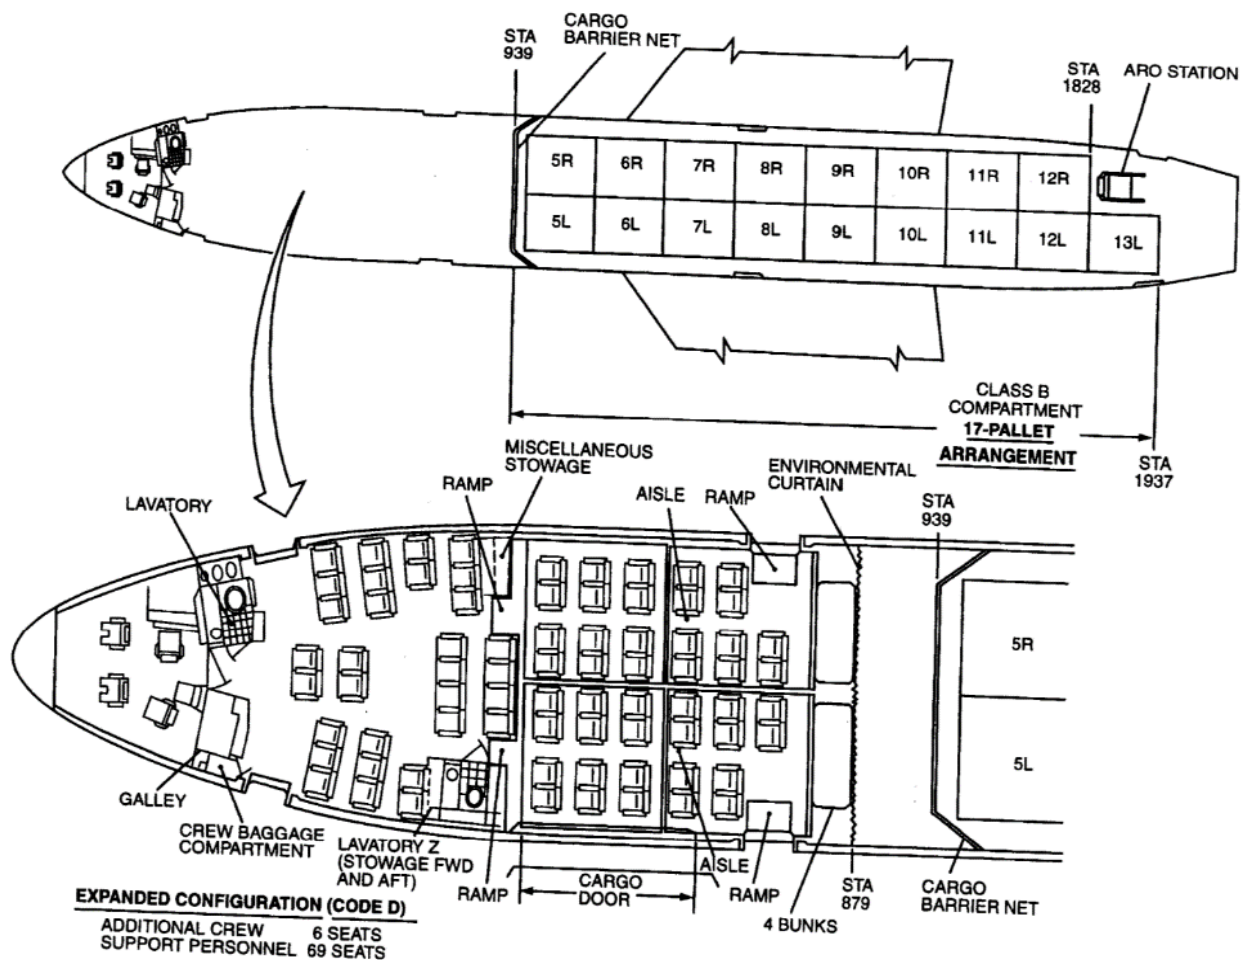 CARGO
BARRIER NET
STA
939
STA
1828
ARO STATION
5R
6R
7R
8R
9R
10R
11R
12R
5L
6L
7L
8L
9L
10L
11L
12L
13L
CLASS B
COMPARTMENT
17-PALLET
ARRANGEMENT
STA
1937
MISCELLANEOUS
STOWAGE
RAMP
LAVATORY
AISLE
RAMP
ENVIRONMENTAL
CURTAIN
STA
939
5R
5L
GALLEY
CREW BAGGAGE
COMPARTMENT
LAVATORY Z
(STOWAGE FWD
AND AFT)
RAMP
CARGO
DOOR
AISLE
RAMP
4 BUNKS
STA
879
CARGO
BARRIER NET
EXPANDED CONFIGURATION (CODE D)
ADDITIONAL CREW 6 SEATS
SUPPORT PERSONNEL 69 SEATS